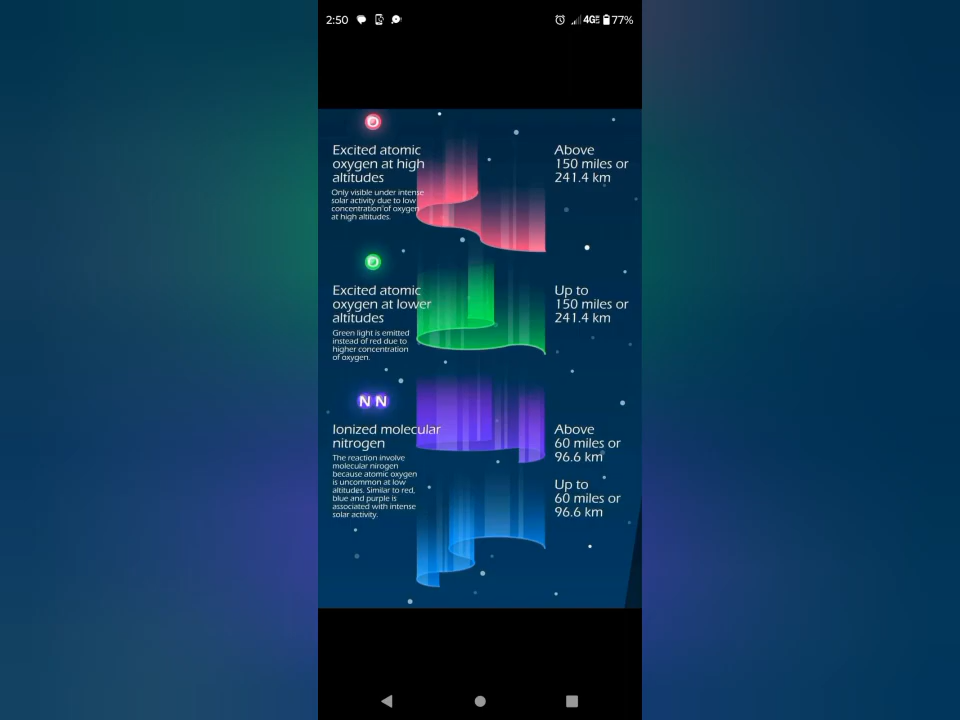 2:50
4GE
77%
O
Excited atomic
oxygen at high
altitudes
Only visible under intense
solar activity due to low
concentration of oxygen
at high altitudes.
Above
150 miles or
241.4 km
O
Excited atomic
oxygen at lower
altitudes
Green light is emitted
instead of red due to
higher concentration
of oxygen.
Up to
150 miles or
241.4 km
N N
Ionized molecular
nitrogen
The reaction involve
molecular nirogen
because atomic oxygen
is uncommon at low
altitudes. Similar to red,
blue and purple is
associated with intense
solar activity.
Above
60 miles or
96.6 km
Up to
60 miles or
96.6 km